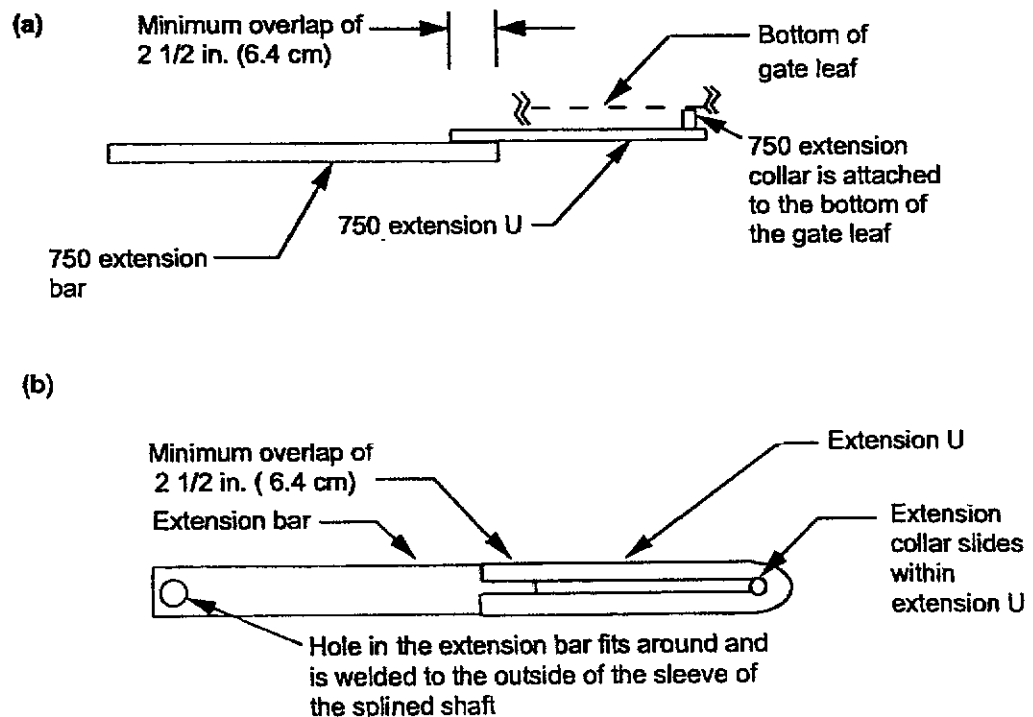 (a)
Minimum overlap of
2 1/2 in. (6.4 cm)
Bottom of
gate leaf
750 extension
collar is attached
to the bottom of
the gate leaf
750 extension U
750 extension
bar
(b)
Minimum overlap of
2 1/2 in. ( 6.4 cm)
Extension bar
Extension U
Extension
collar slides
within
extension U
Hole in the extension bar fits around and
is welded to the outside of the sleeve of
the splined shaft